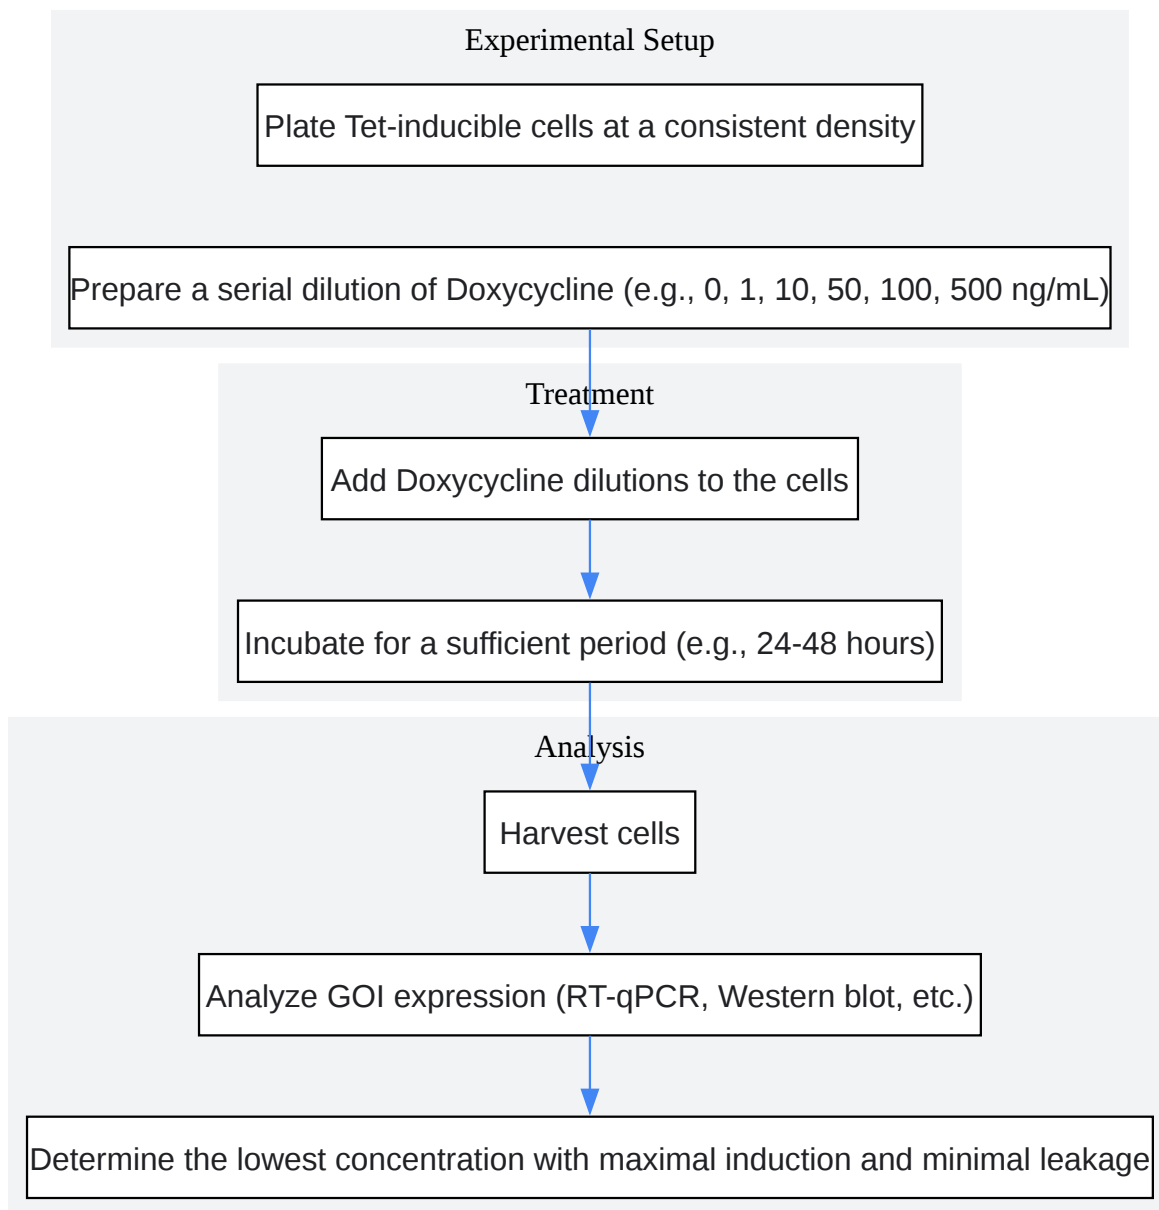 Experimental Setup
Plate Tet-inducible cells at a consistent density
Prepare a serial dilution of Doxycycline (e.g., 0, 1, 10, 50, 100, 500 ng/mL)
Treatment
Add Doxycycline dilutions to the cells
Incubate for a sufficient period (e.g., 24-48 hours)
Analysis
Harvest cells
Analyze GOI expression (RT-qPCR, Western blot, etc.)
Determine the lowest concentration with maximal induction and minimal leakage